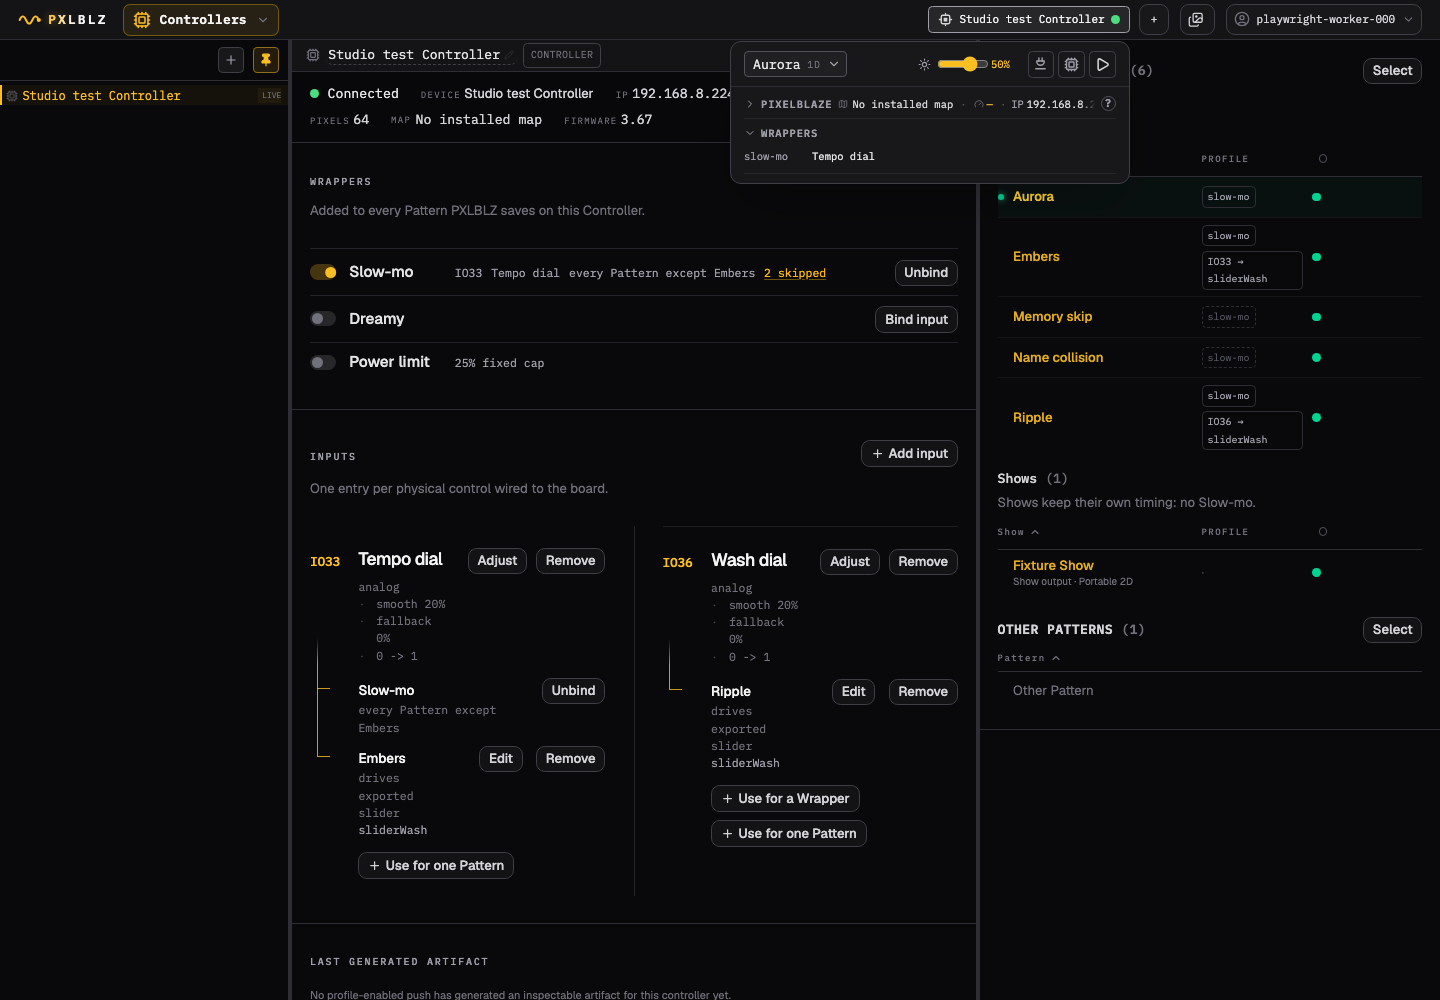 PXLBLZ
Controllers
Studio test Controller
+
playwright-worker-000
Studio test Controller
LIVE
Studio test Controller
CONTROLLER
Connected
DEVICE Studio test Controller
IP 192.168.8.224
PIXELS 64
MAP No installed map
FIRMWARE 3.67
Aurora 1D
50%
PIXELBLAZE
No installed map
·
–
· IP 192.168.8.2
?
WRAPPERS
slow-mo
Tempo dial
WRAPPERS
Added to every Pattern PXLBLZ saves on this Controller.
Slow-mo
IO33 Tempo dial every Pattern except Embers 2 skipped
Unbind
Dreamy
Bind input
Power limit
25% fixed cap
INPUTS
+ Add input
One entry per physical control wired to the board.
IO33
Tempo dial
Adjust
Remove
analog
· smooth 20%
· fallback
0%
· 0 -> 1
Slow-mo
Unbind
every Pattern except
Embers
Embers
Edit
Remove
drives
exported
slider
sliderWash
+ Use for one Pattern
IO36
Wash dial
Adjust
Remove
analog
· smooth 20%
· fallback
0%
· 0 -> 1
Ripple
Edit
Remove
drives
exported
slider
sliderWash
+ Use for a Wrapper
+ Use for one Pattern
LAST GENERATED ARTIFACT
No profile-enabled push has generated an inspectable artifact for this controller yet.
(6)
Select
PROFILE
Aurora
slow-mo
Embers
slow-mo
IO33 →
sliderWash
Memory skip
slow-mo
Name collision
slow-mo
Ripple
slow-mo
IO36 →
sliderWash
Shows (1)
Shows keep their own timing: no Slow-mo.
Show
PROFILE
Fixture Show
Show output · Portable 2D
·
OTHER PATTERNS (1)
Select
Pattern
Other Pattern